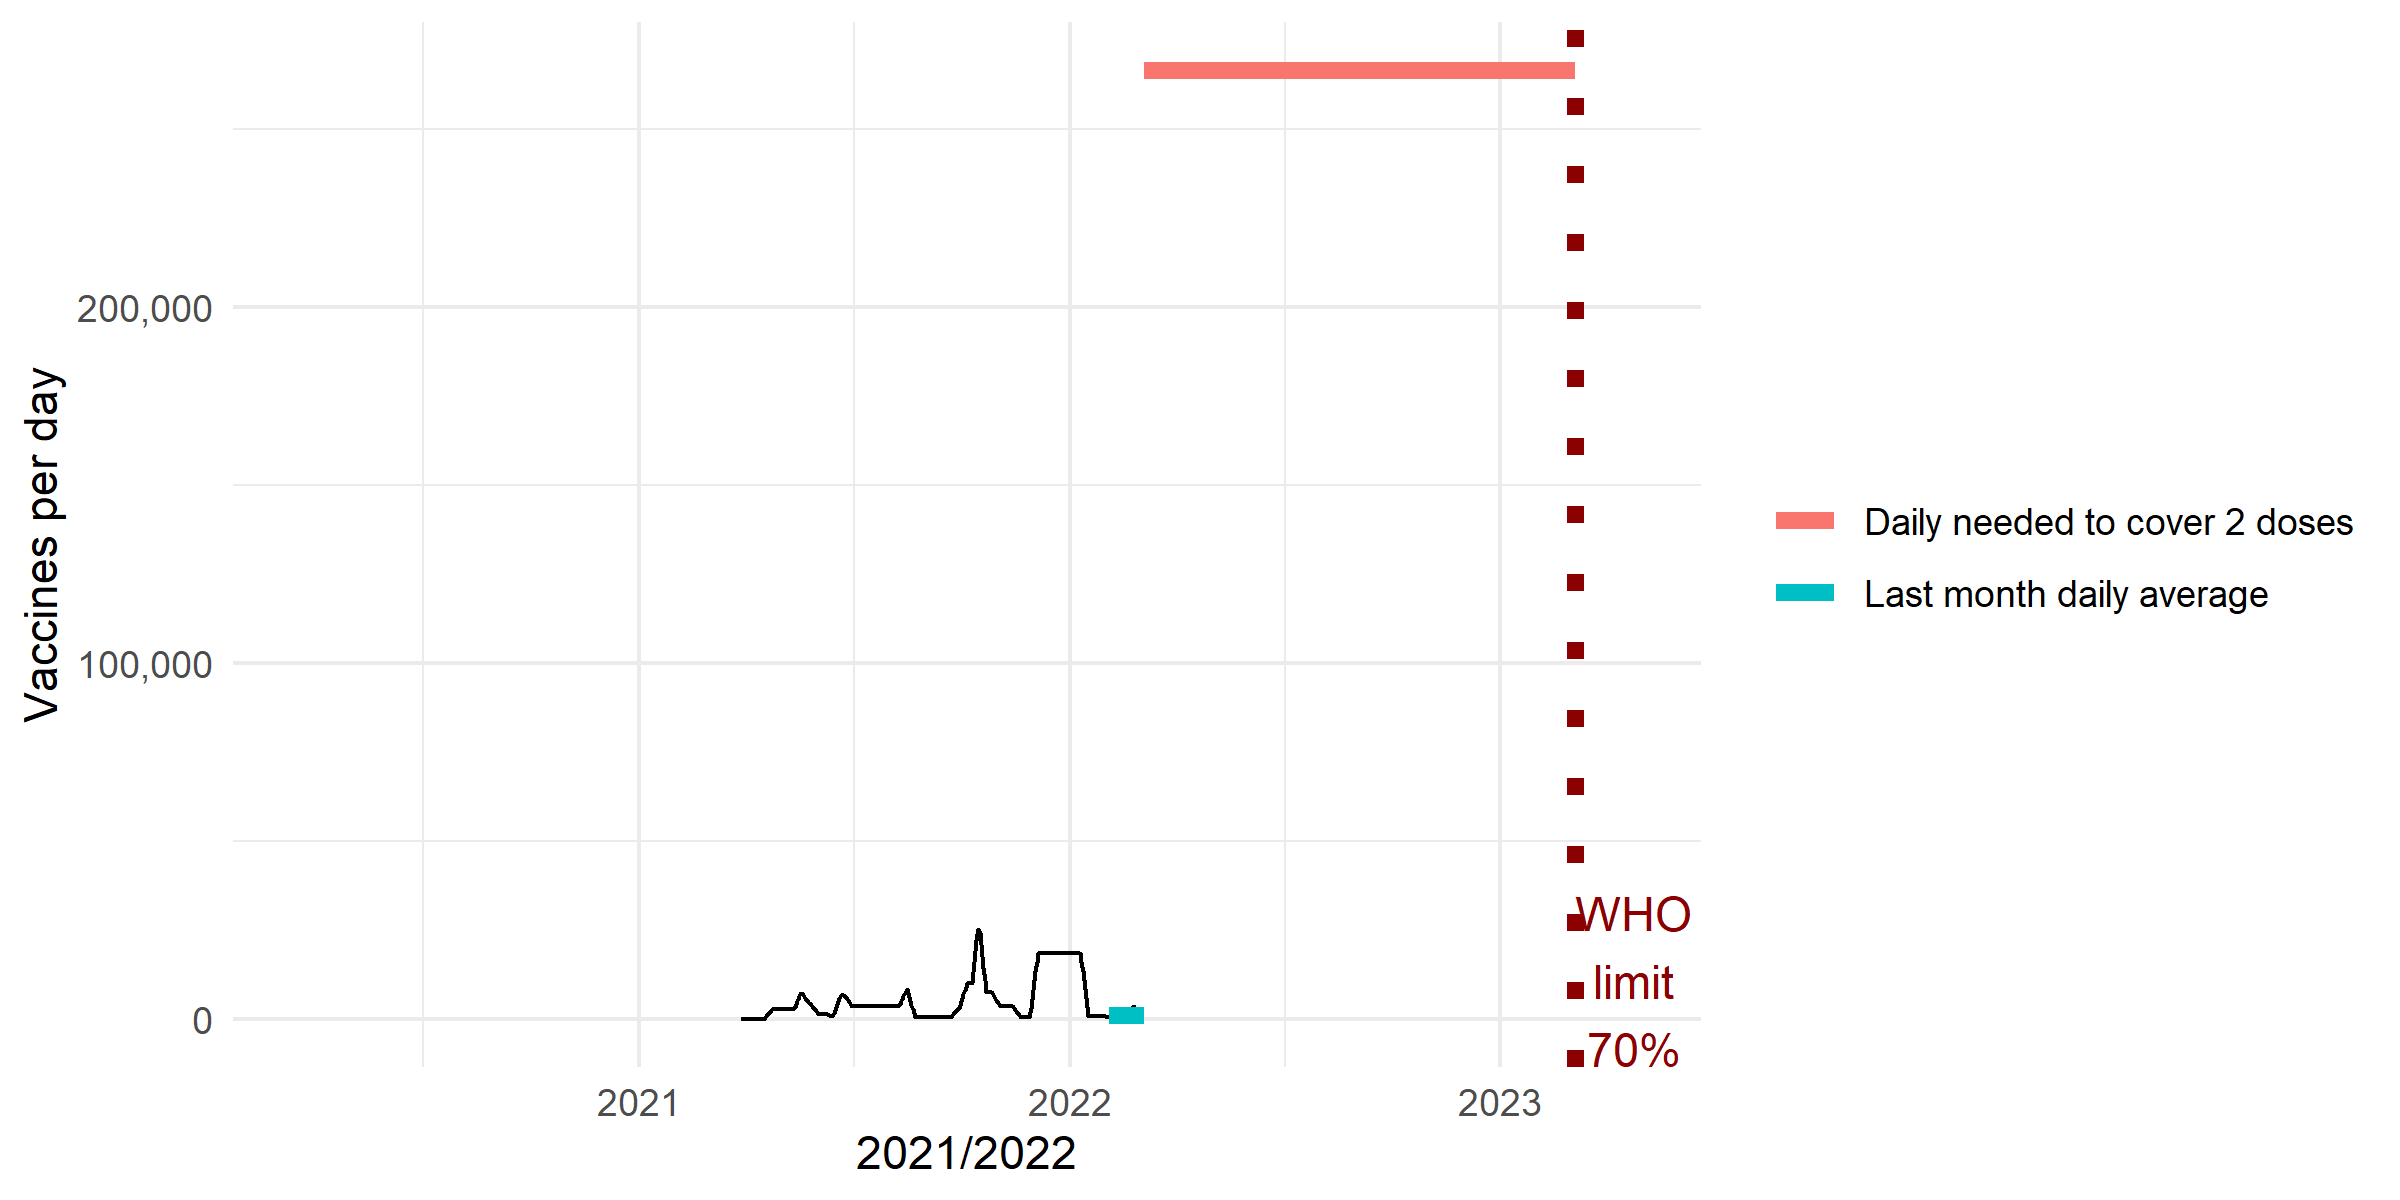 Vaccines per day
200,000
100,000
0
2021
2022
2023
2021/2022
WHO
limit
70%
Daily needed to cover 2 doses
Last month daily average